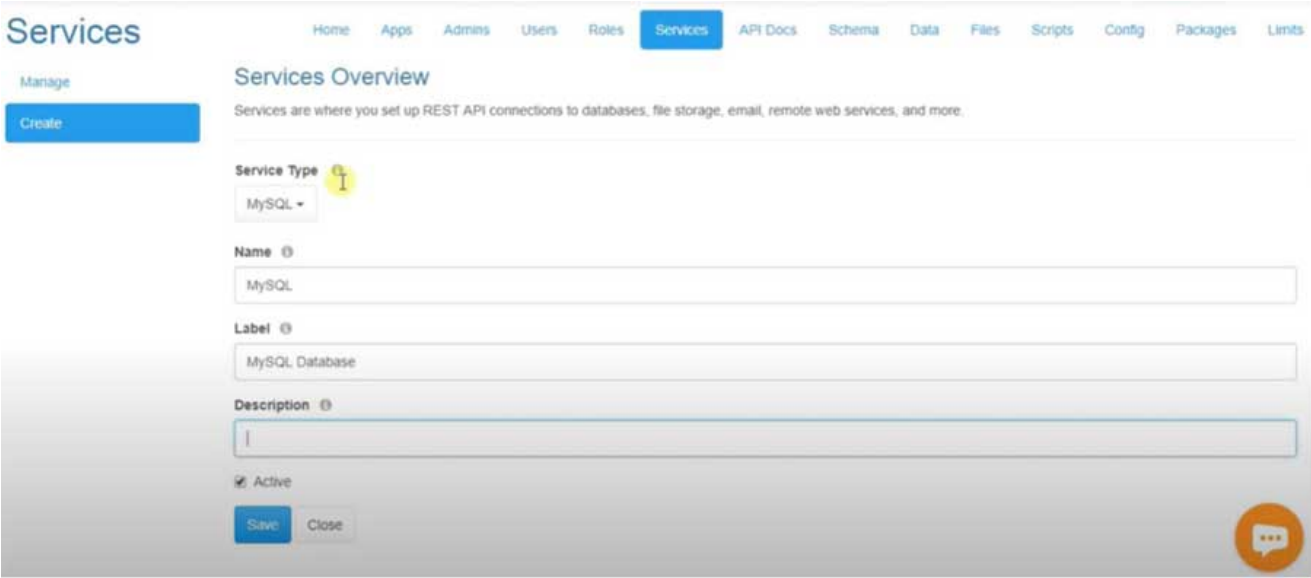 Services
Home Apps Admins Users Roles Services API Docs Schema Data Files Scripts Config Packages Limits
Manage
Create
Services Overview
Services are where you set up REST API connections to databases, file storage, email, remote web services, and more.
Service Type
MySQL
Name
MySQL
Label
MySQL Database
Description
Active
Save Close